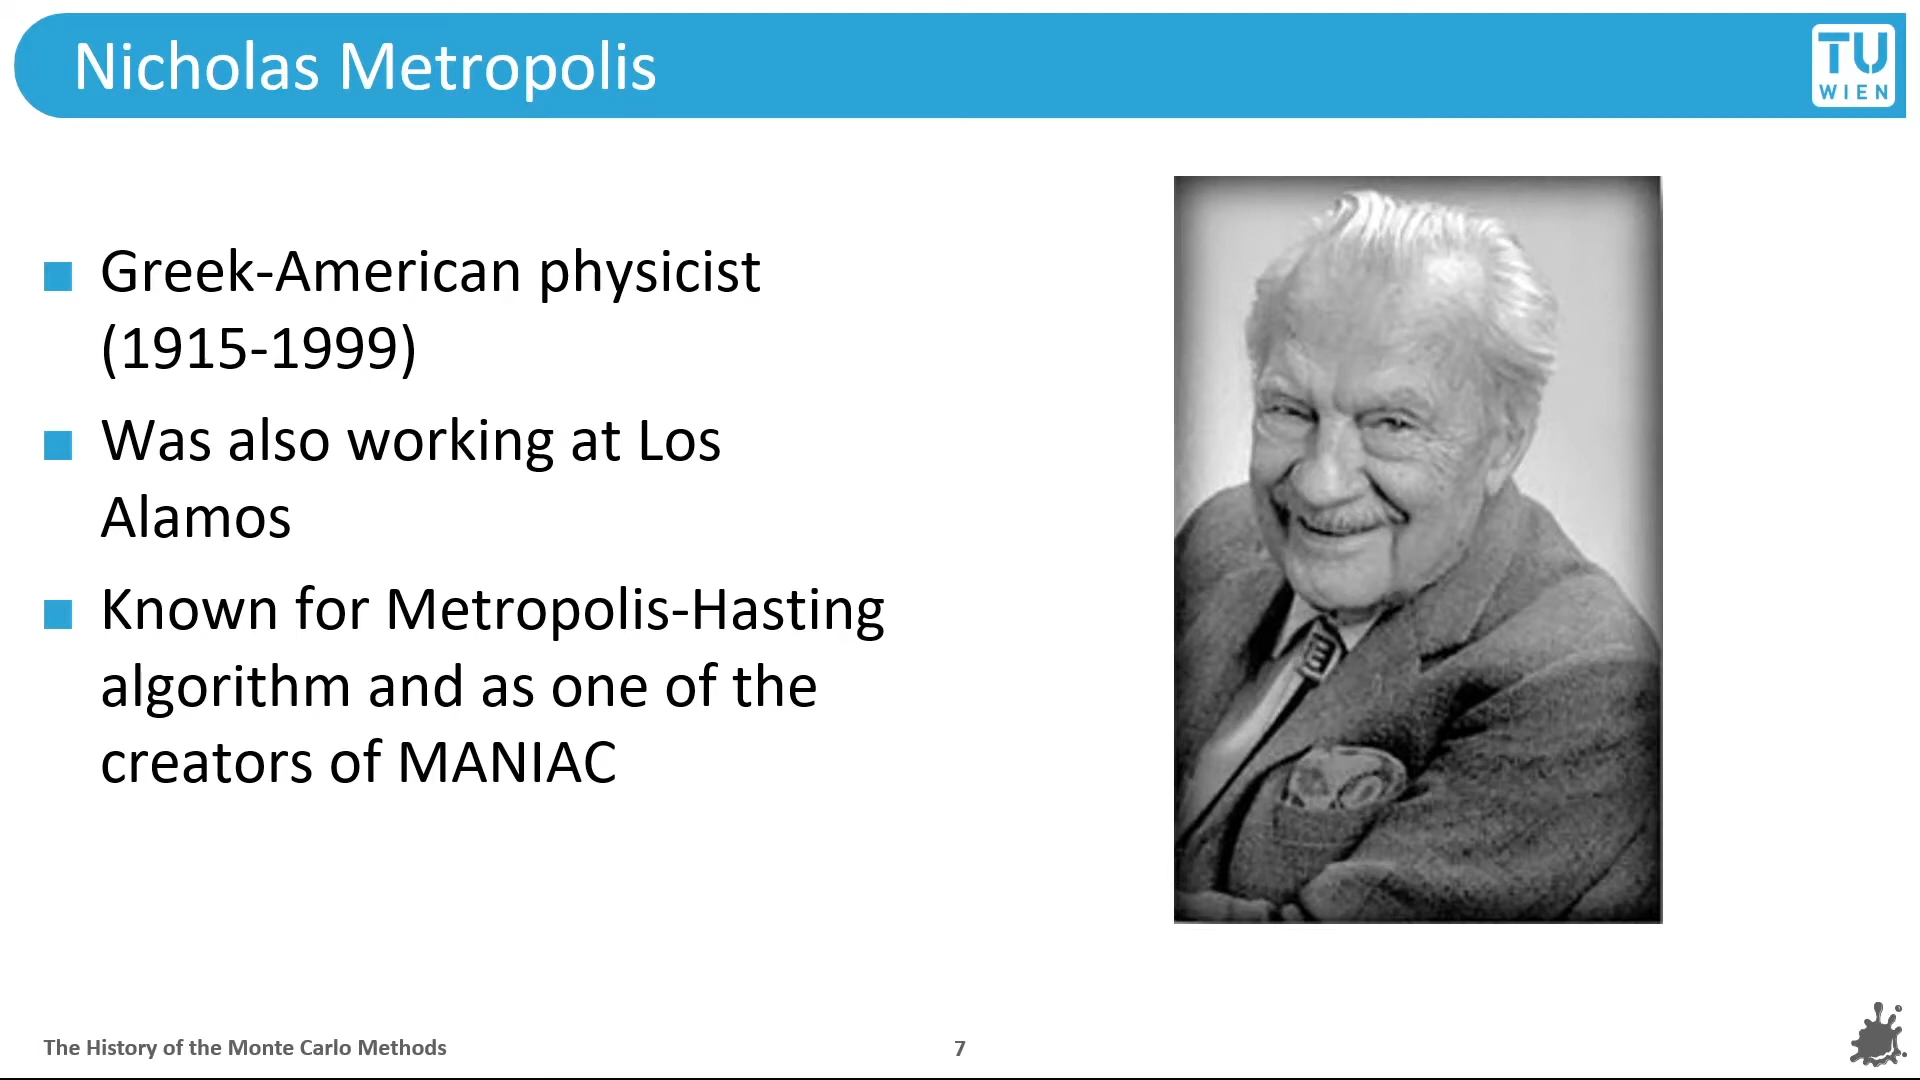 Nicholas Metropolis
TU
WIEN
■ Greek-American physicist
(1915-1999)
■ Was also working at Los
Alamos
■ Known for Metropolis-Hasting
algorithm and as one of the
creators of MANIAC
The History of the Monte Carlo Methods
7